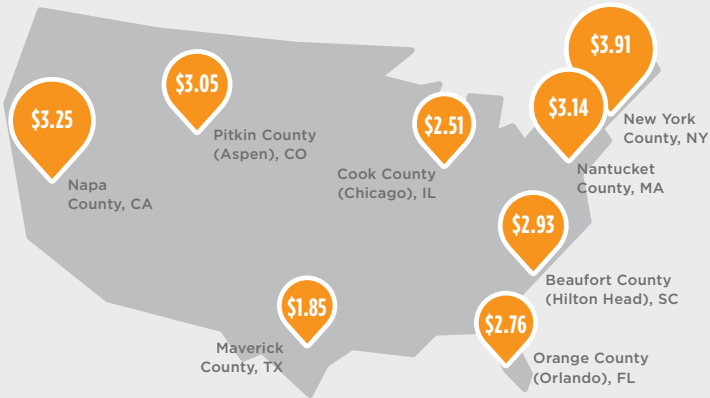 $3.91
New York
County, NY
$3.14
Nantucket
County, MA
$3.05
Pitkin County
(Aspen), CO
$3.25
Napa
County, CA
$2.51
Cook County
(Chicago), IL
$2.93
Beaufort County
(Hilton Head), SC
$1.85
Maverick
County, TX
$2.76
Orange County
(Orlando), FL